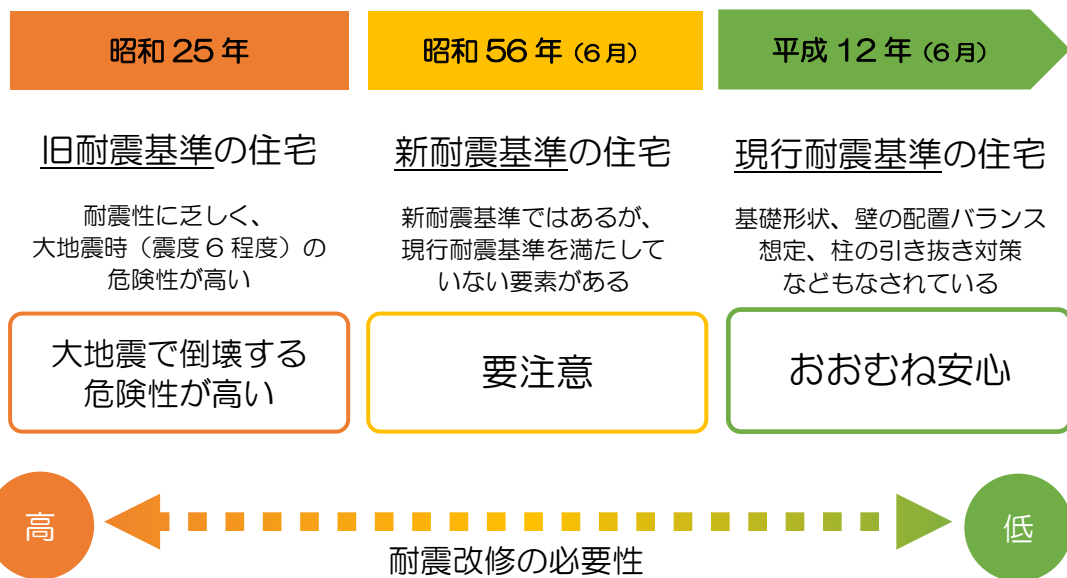 昭和 25 年
昭和 56 年（6 月）
平成 12 年（6 月）
旧耐震基準の住宅
新耐震基準の住宅
現行耐震基準の住宅
耐震性に乏しく、
大地震時（震度 6 程度）の
危険性が高い
新耐震基準ではあるが、
現行耐震基準を満たして
いない要素がある
基礎形状、壁の配置バランス
想定、柱の引き抜き対策
などもなされている
大地震で倒壊する
危険性が高い
要注意
おおむね安心
高
低
耐震改修の必要性